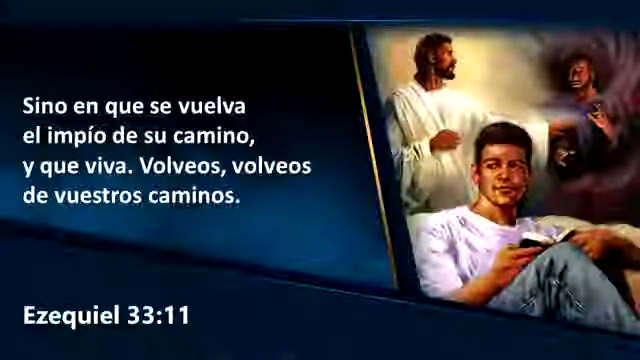 Sino en que se vuelva
el impío de su camino,
y que viva. Volveos, volveos
de vuestros caminos.
Ezequiel 33:11